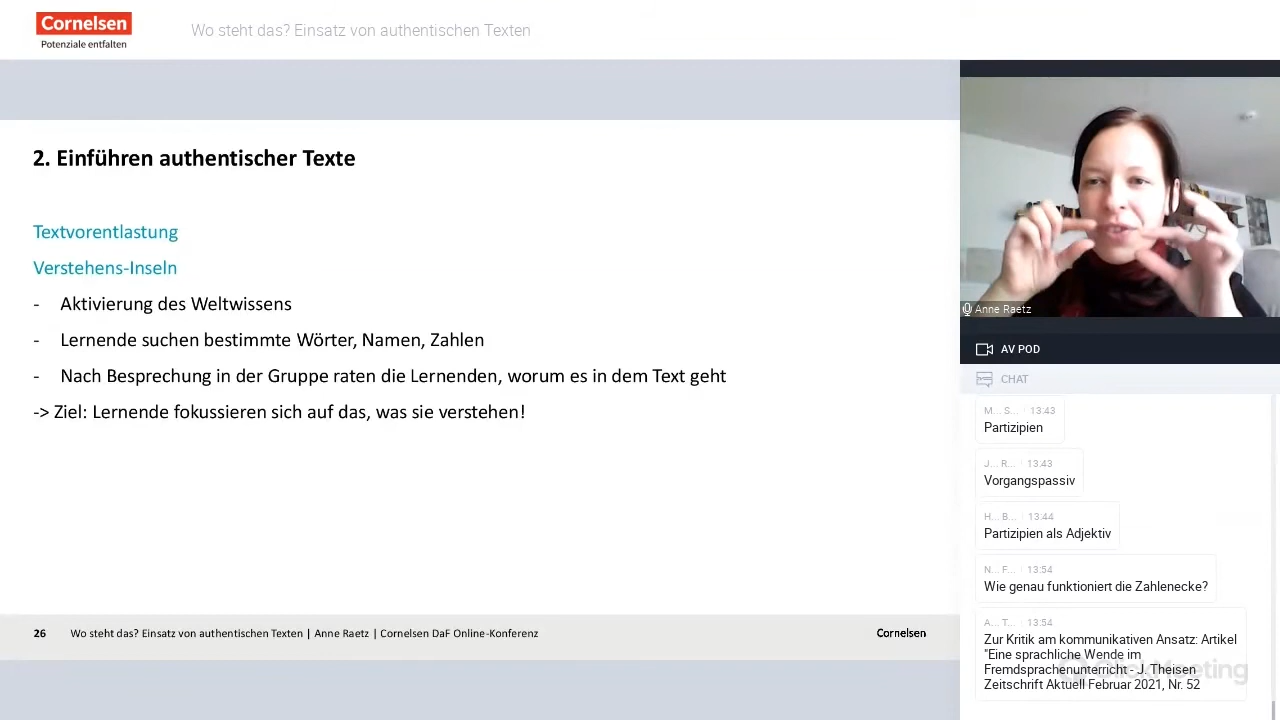 Cornelsen
Potenziale entfalten
Wo steht das? Einsatz von authentischen Texten
2. Einführen authentischer Texte
Textvorentlastung
Verstehens-Inseln
- Aktivierung des Weltwissens
- Lernende suchen bestimmte Wörter, Namen, Zahlen
- Nach Besprechung in der Gruppe raten die Lernenden, worum es in dem Text geht
-> Ziel: Lernende fokussieren sich auf das, was sie verstehen!
26 Wo steht das? Einsatz von authentischen Texten | Anne Raetz | Cornelsen DaF Online-Konferenz
Cornelsen
Anne Raetz
AV POD
CHAT
M... S... 13:43
Partizipien
J... R... 13:43
Vorgangspassiv
H... B... 13:44
Partizipien als Adjektiv
N... F... 13:54
Wie genau funktioniert die Zahlenecke?
A... T... 13:54
Zur Kritik am kommunikativen Ansatz: Artikel
"Eine sprachliche Wende im
Fremdsprachenunterricht - J. Theisen
Zeitschrift Aktuell Februar 2021, Nr. 52
ClickMeeting